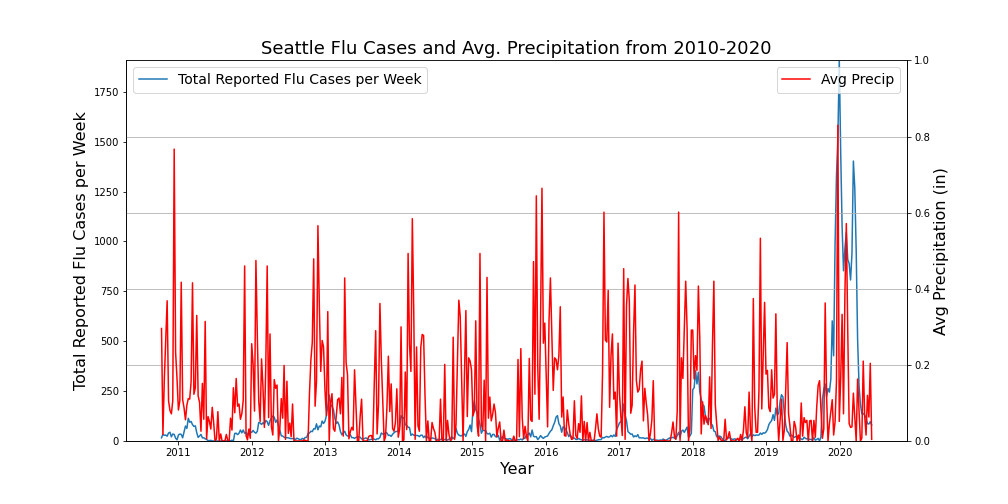 Seattle Flu Cases and Avg. Precipitation from 2010-2020
Total Reported Flu Cases per Week
Avg Precip
Total Reported Flu Cases per Week
1750
1500
1250
1000
750
500
250
0
1.0
0.8
0.6
0.4
0.2
0.0
Avg Precipitation (in)
2011 2012 2013 2014 2015 2016 2017 2018 2019 2020
Year